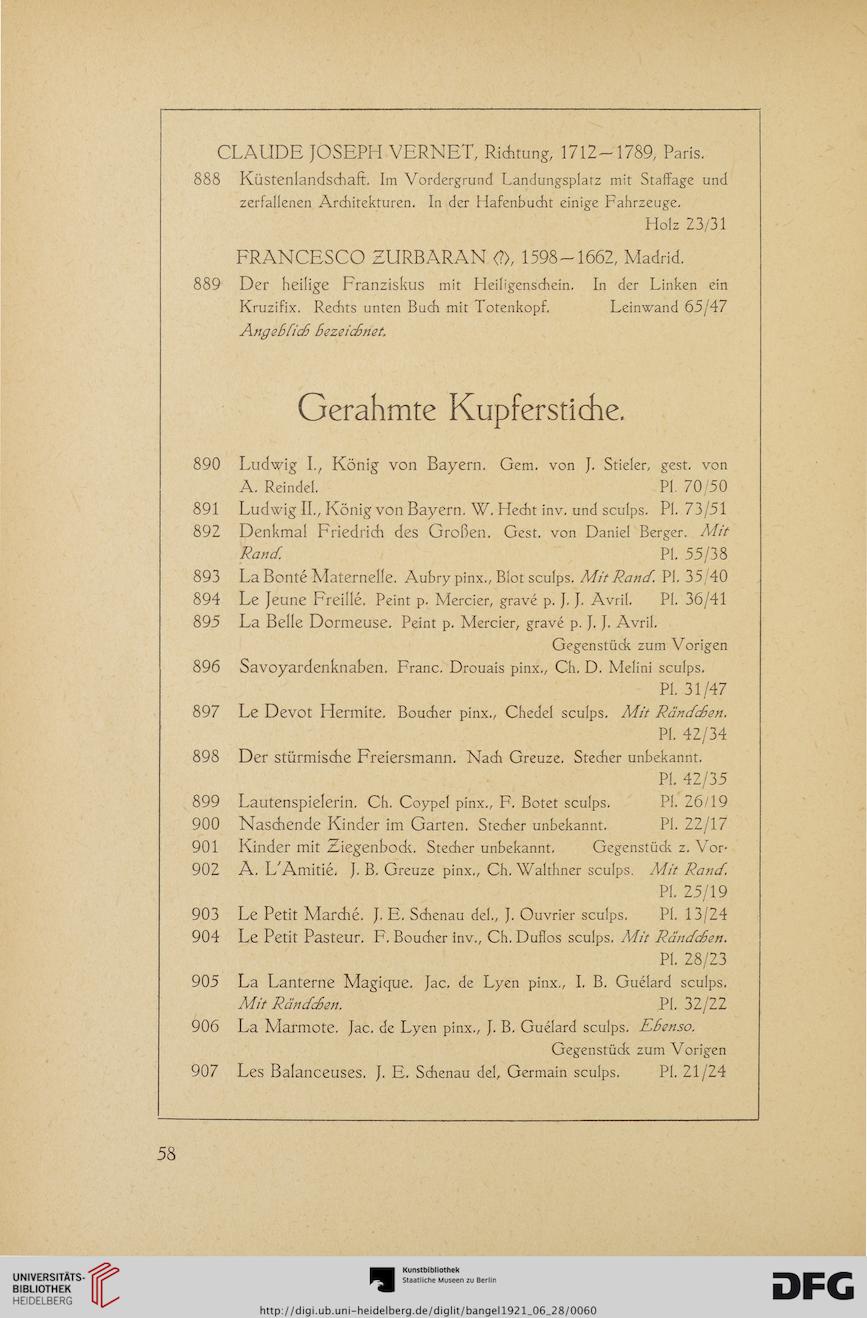 CLAUDE JOSEPH VERNET, Richtung, 1712—1789, Paris.
888 Küstenlandschaft. Im Vordergrund Landungsplatz mit Staffage und
zerfallenen Architekturen. In der Hafenbucht einige Fahrzeuge.
Holz 23/31
FRANCESCO ZURBARAN (?), 1598—1662, Madrid.
889 Der heilige Franziskus mit Heiligenschein. In der Linken ein
Kruzifix. Rechts unten Buch mit Totenkopf. Leinwand 65/47
Angeblich bezeichnet.
Gerahmte Kupferstiche.
890 Ludwig I., König von Bayern. Gem. von J. Stieler, gest. von
A. Reindel. Pl. 70/50
891 Ludwig II., König von Bayern. W. Hecht inv. und sculps. Pl. 73/51
892 Denkmal Friedrich des Großen. Gest. von Daniel Berger. Mit
Rand. Pl. 55/38
893 La Bonté Maternelle. Aubry pinx., Blot sculps. Mit Rand. Pl. 35/40
894 Le Jeune Freillé. Peint p. Mercier, gravé p. J. J. Avril. Pl. 36/41
895 La Belle Dormeuse. Peint p. Mercier, gravé p. J. J. Avril.
Gegenstück zum Vorigen
896 Savoyardenknaben. Franc. Drouais pinx., Ch. D. Melini sculps.
Pl. 31/47
897 Le Devot Hermite. Boucher pinx., Chedel sculps. Mit Rändchen.
Pl. 42/34
898 Der stürmische Freiersmann. Nach Greuze. Stecher unbekannt.
Pl. 42/35
899 Lautenspielerin. Ch. Coypel pinx., F. Botet sculps. Pl. 26/19
900 Naschende Kinder im Garten. Stecher unbekannt. Pl. 22/17
901 Kinder mit Ziegenbock. Stecher unbekannt. Gegenstück z. Vor-
902 A. L'Amitié. J. B. Greuze pinx., Ch. Walthner sculps. Mit Rand.
Pl. 25/19
903 Le Petit Marché. J. E. Schenau del., J. Ouvrier sculps. Pl. 13/24
904 Le Petit Pasteur. F. Boucher inv., Ch. Duflos sculps. Mit Rändchen.
Pl. 28/23
905 La Lanterne Magique. Jac. de Lyen pinx., I. B. Guélard sculps.
Mit Rändchen. Pl. 32/22
906 La Marmote. Jac. de Lyen pinx., J. B. Guélard sculps. Ebenso.
Gegenstück zum Vorigen
907 Les Balanceuses. J. E. Schenau del, Germain sculps. Pl. 21/24
58
UNIVERSITÄTS-
BIBLIOTHEK
HEIDELBERG
Kunstbibliothek
Staatliche Museen zu Berlin
DFG
http://digi.ub.uni-heidelberg.de/diglit/bangel1921_06_28/0060